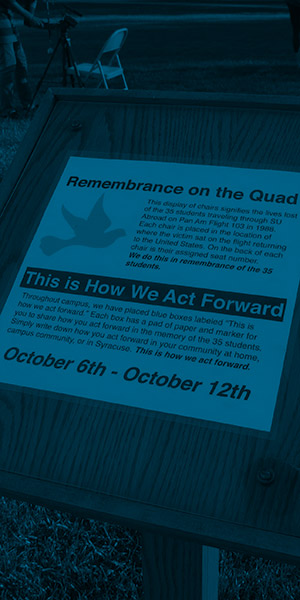 Remembrance on the Quad
This display of chairs signifies the lives lost
of the 35 students traveling through SU
Abroad on Pan Am Flight 103 in 1988.
Each chair is placed in the location of
where the victim sat on the flight returning
to the United States. On the back of each
chair is their assigned seat number.
We do this in remembrance of the 35
students.
This is How We Act Forward
Throughout campus, we have placed blue boxes labeled "This is
how we act forward." Each box has a pad of paper and marker for
you to share how you act forward in the memory of the 35 students.
Simply write down how you act forward in your community at home,
campus community, or in Syracuse. This is how we act forward.
October 6th - October 12th